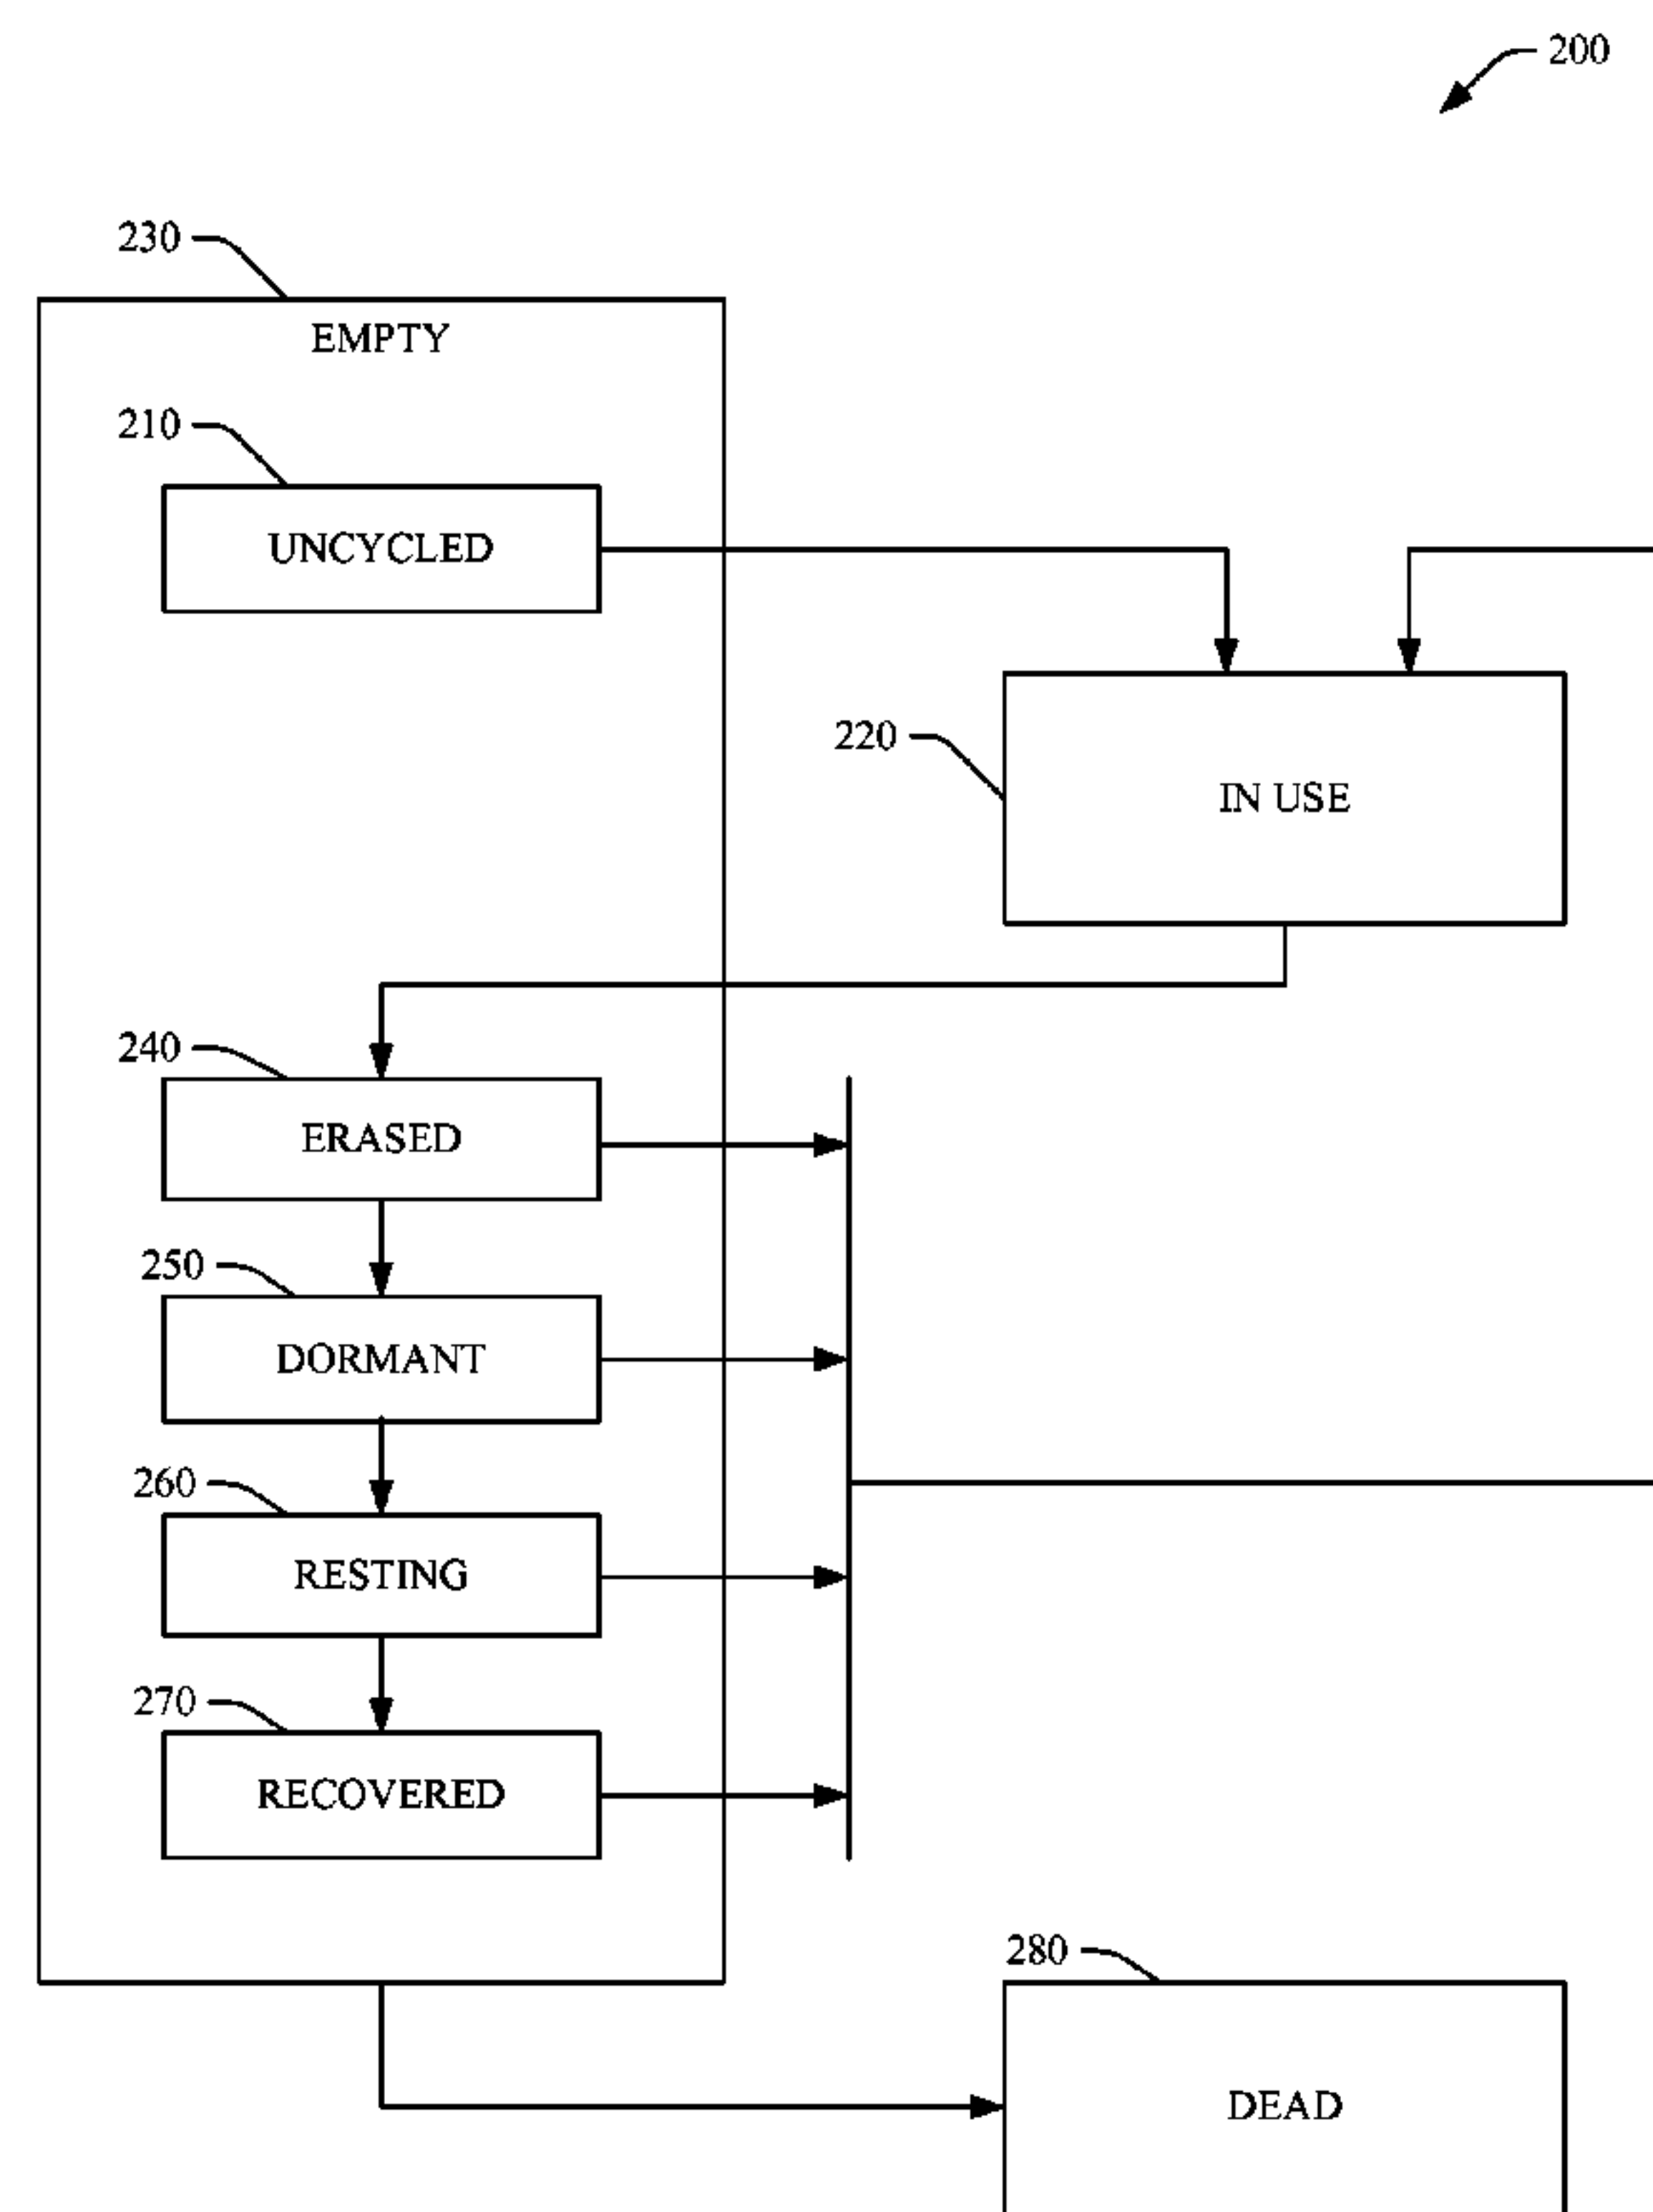 200
230
EMPTY
210
UNCYCLED
220
IN USE
240
ERASED
250
DORMANT
260
RESTING
270
RECOVERED
280
DEAD